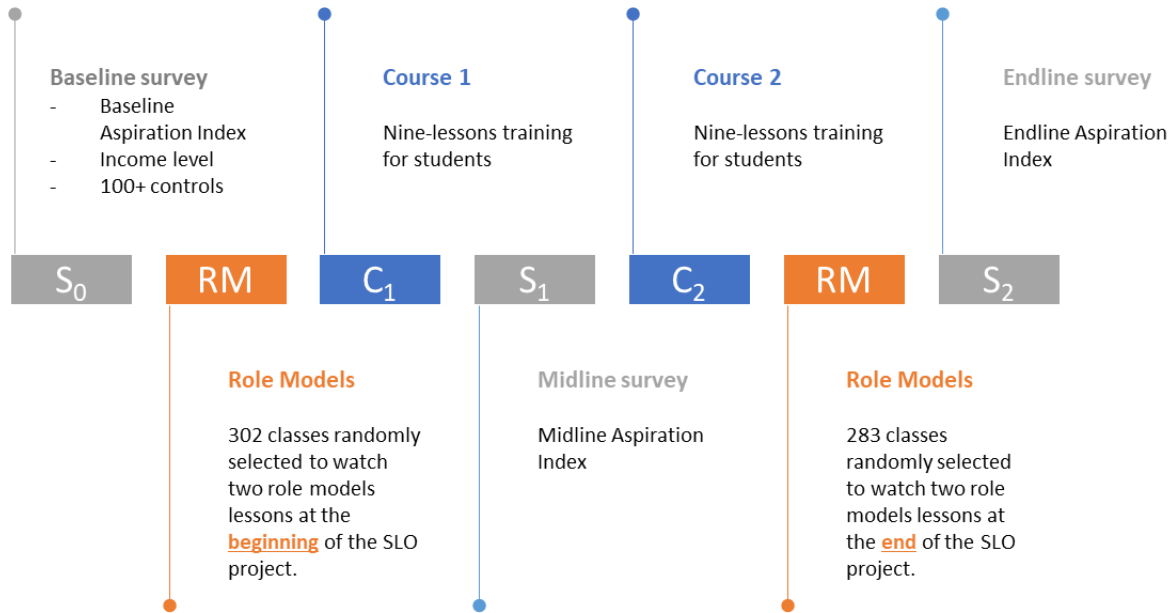 Baseline survey
- Baseline
Aspiration Index
- Income level
- 100+ controls
Course 1
Nine-lessons training
for students
Course 2
Nine-lessons training
for students
Endline survey
Endline Aspiration
Index
S₀ RM C₁ S₁ C₂ RM S₂
Role Models
302 classes randomly
selected to watch
two role models
lessons at the
beginning of the SLO
project.
Midline survey
Midline Aspiration
Index
Role Models
283 classes
randomly selected
to watch two role
models lessons at
the end of the SLO
project.